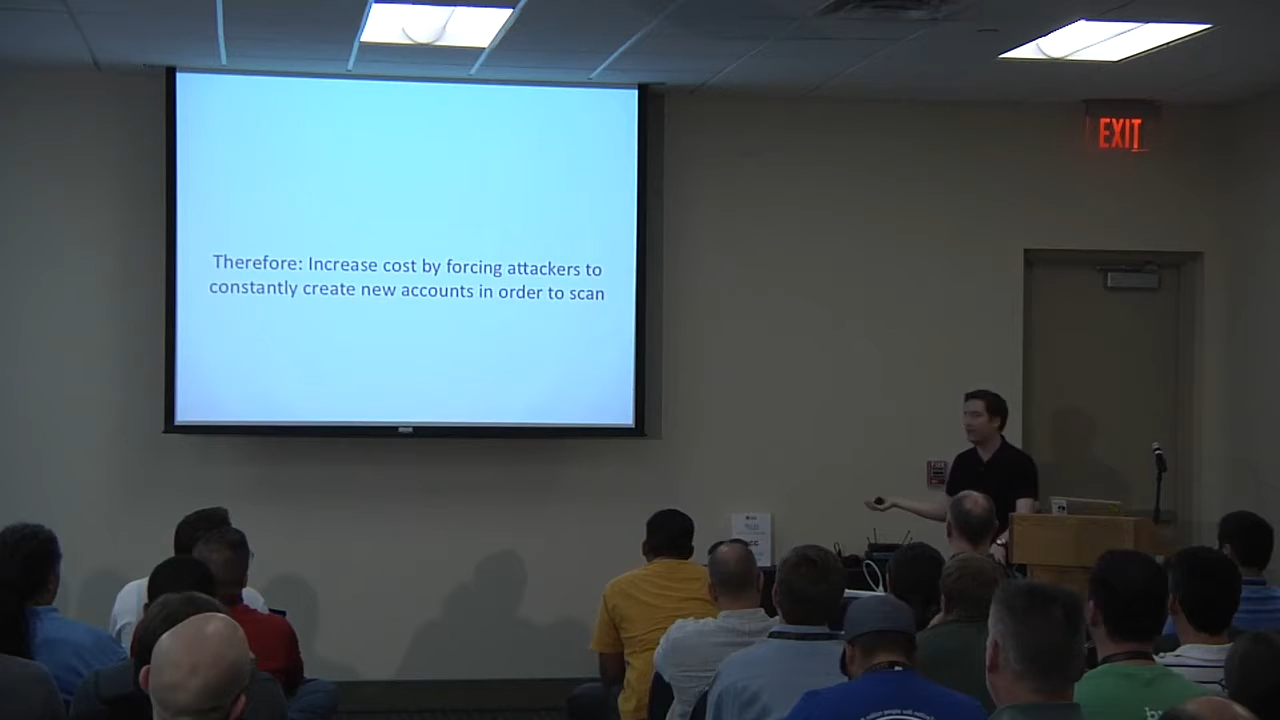 Therefore: Increase cost by forcing attackers to
constantly create new accounts in order to scan
EXIT